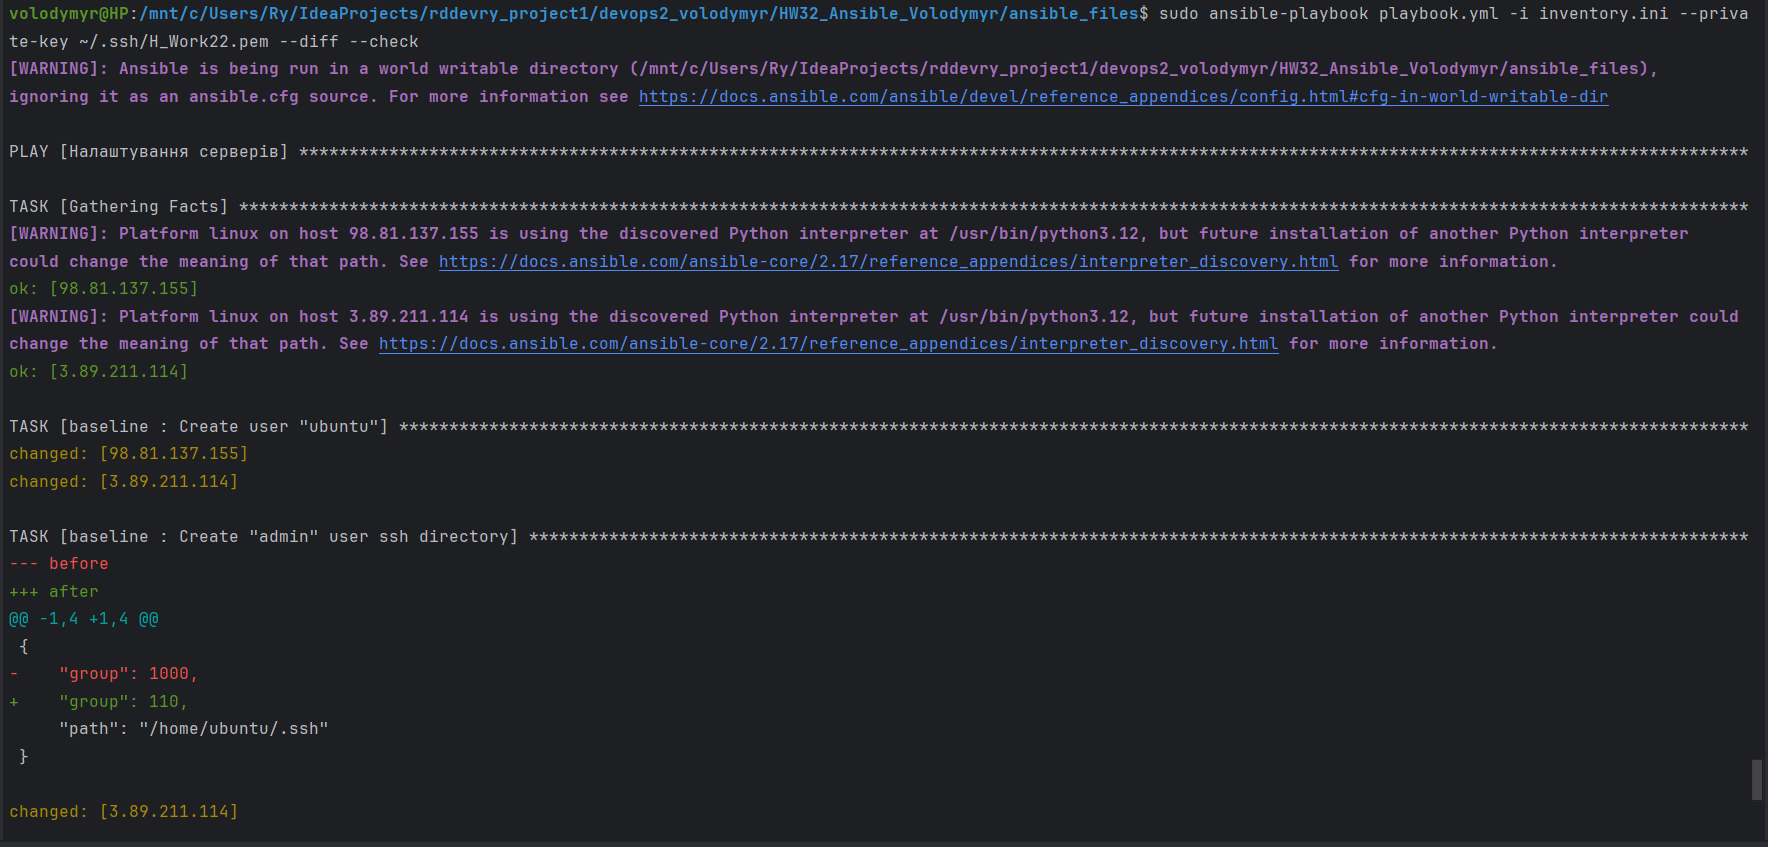 volodymyr@HP:/mnt/c/Users/Ry/IdeaProjects/rddevry_project1/devops2_volodymyr/HW32_Ansible_Volodymyr/ansible_files$ sudo ansible-playbook playbook.yml -i inventory.ini --priva
te-key ~/.ssh/H_Work22.pem --diff --check
[WARNING]: Ansible is being run in a world writable directory (/mnt/c/Users/Ry/IdeaProjects/rddevry_project1/devops2_volodymyr/HW32_Ansible_Volodymyr/ansible_files),
ignoring it as an ansible.cfg source. For more information see https://docs.ansible.com/ansible/devel/reference_appendices/config.html#cfg-in-world-writable-dir
PLAY [Налаштування серверів] *************************************************************************************************************************************************
TASK [Gathering Facts] *******************************************************************************************************************************************************
[WARNING]: Platform linux on host 98.81.137.155 is using the discovered Python interpreter at /usr/bin/python3.12, but future installation of another Python interpreter
could change the meaning of that path. See https://docs.ansible.com/ansible-core/2.17/reference_appendices/interpreter_discovery.html for more information.
ok: [98.81.137.155]
[WARNING]: Platform linux on host 3.89.211.114 is using the discovered Python interpreter at /usr/bin/python3.12, but future installation of another Python interpreter could
change the meaning of that path. See https://docs.ansible.com/ansible-core/2.17/reference_appendices/interpreter_discovery.html for more information.
ok: [3.89.211.114]
TASK [baseline : Create user "ubuntu"] ***************************************************************************************************************************************
changed: [98.81.137.155]
changed: [3.89.211.114]
TASK [baseline : Create "admin" user ssh directory] **************************************************************************************************************************
--- before
+++ after
@@ -1,4 +1,4 @@
 {
-    "group": 1000,
+    "group": 110,
     "path": "/home/ubuntu/.ssh"
 }
changed: [3.89.211.114]